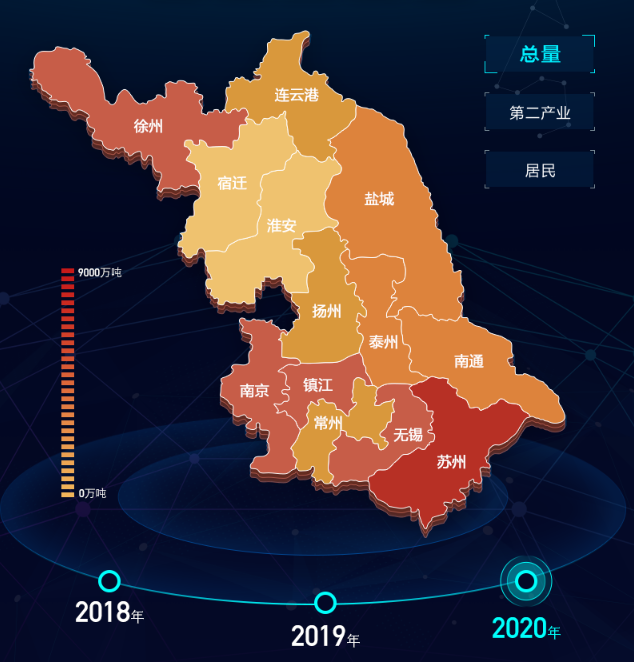 总量
第二产业
居民
连云港
徐州
宿迁
盐城
淮安
9000万吨
扬州
泰州
南通
南京
镇江
常州
无锡
苏州
0万吨
2018年
2019年
2020年